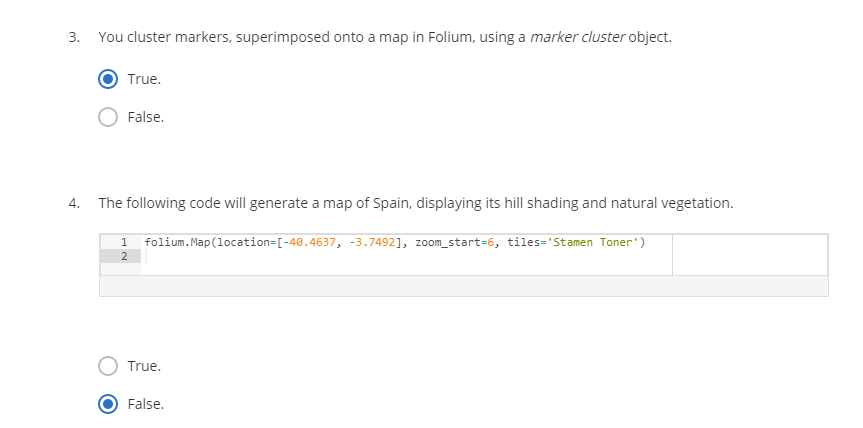 3. You cluster markers, superimposed onto a map in Folium, using a marker cluster object.
True.
False.
4. The following code will generate a map of Spain, displaying its hill shading and natural vegetation.
1 folium.Map(location=[-40.4637, -3.7492], zoom_start=6, tiles='Stamen Toner')
2
True.
False.